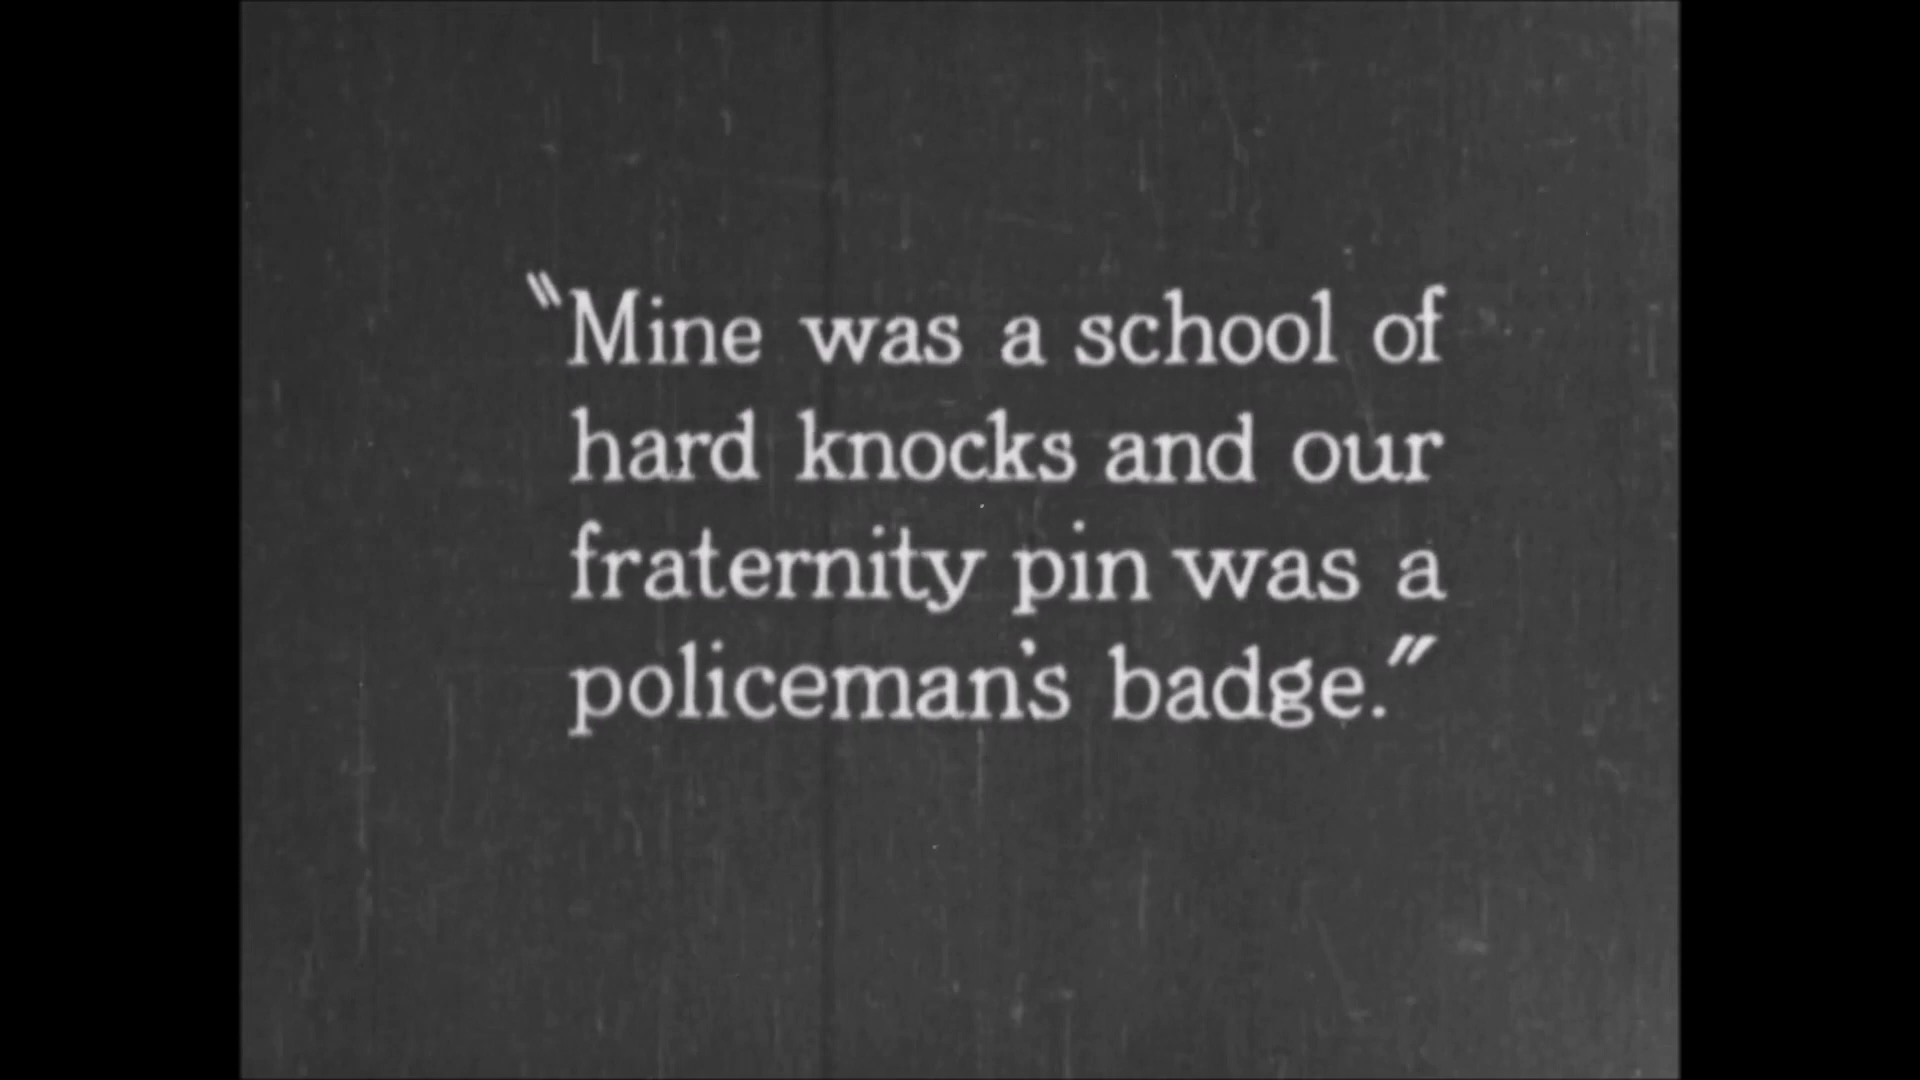 "Mine was a school of
hard knocks and our
fraternity pin was a
policeman's badge."